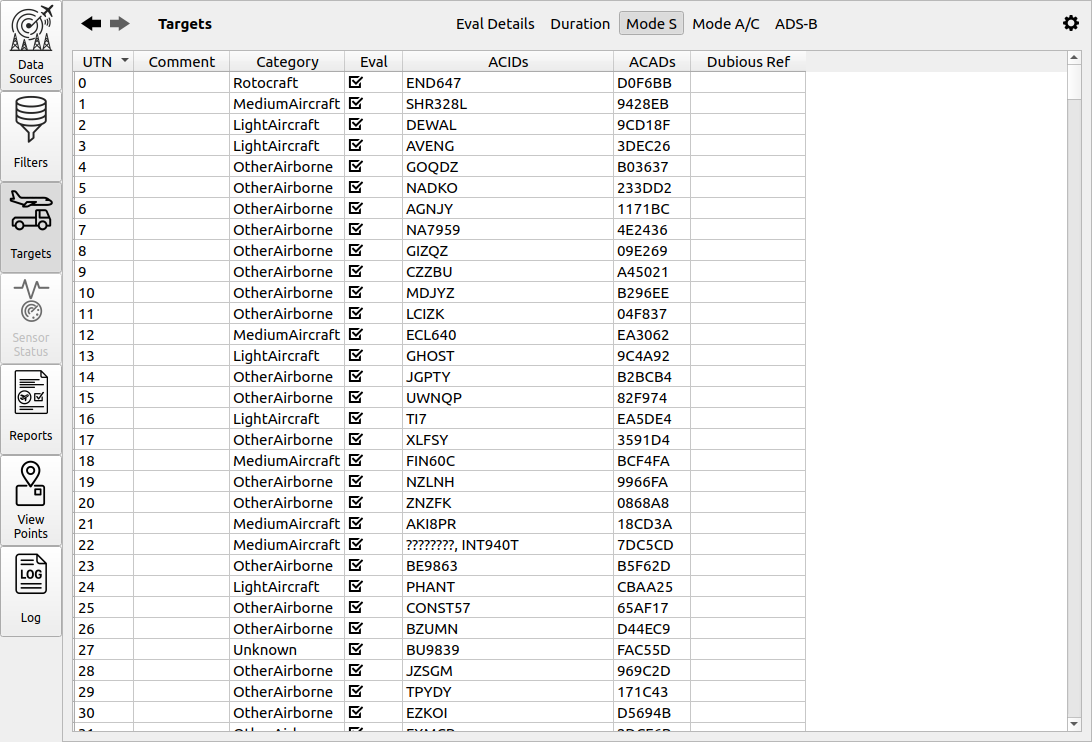 Data
Sources
Filters
Targets
Sensor
Status
Reports
View
Points
LOG
Log
Targets Eval Details Duration Mode S Mode A/C ADS-B
UTN Comment Category Eval ACIDs ACADs Dubious Ref
0 Rotocraft END647 D0F6BB
1 MediumAircraft SHR328L 9428EB
2 LightAircraft DEWAL 9CD18F
3 LightAircraft AVENG 3DEC26
4 OtherAirborne GOQDZ B03637
5 OtherAirborne NADKO 233DD2
6 OtherAirborne AGNJY 1171BC
7 OtherAirborne NA7959 4E2436
8 OtherAirborne GIZQZ 09E269
9 OtherAirborne CZZBU A45021
10 OtherAirborne MDJYZ B296EE
11 OtherAirborne LCIZK 04F837
12 MediumAircraft ECL640 EA3062
13 LightAircraft GHOST 9C4A92
14 OtherAirborne JGPTY B2BCB4
15 OtherAirborne UWNQP 82F974
16 LightAircraft TI7 EA5DE4
17 OtherAirborne XLFSY 3591D4
18 MediumAircraft FIN60C BCF4FA
19 OtherAirborne NZLNH 9966FA
20 OtherAirborne ZNZFK 0868A8
21 MediumAircraft AKI8PR 18CD3A
22 MediumAircraft ????????, INT940T 7DC5CD
23 OtherAirborne BE9863 B5F62D
24 LightAircraft PHANT CBAA25
25 OtherAirborne CONST57 65AF17
26 OtherAirborne BZUMN D44EC9
27 Unknown BU9839 FAC55D
28 OtherAirborne JZSGM 969C2D
29 OtherAirborne TPYDY 171C43
30 OtherAirborne EZKOI D5694B